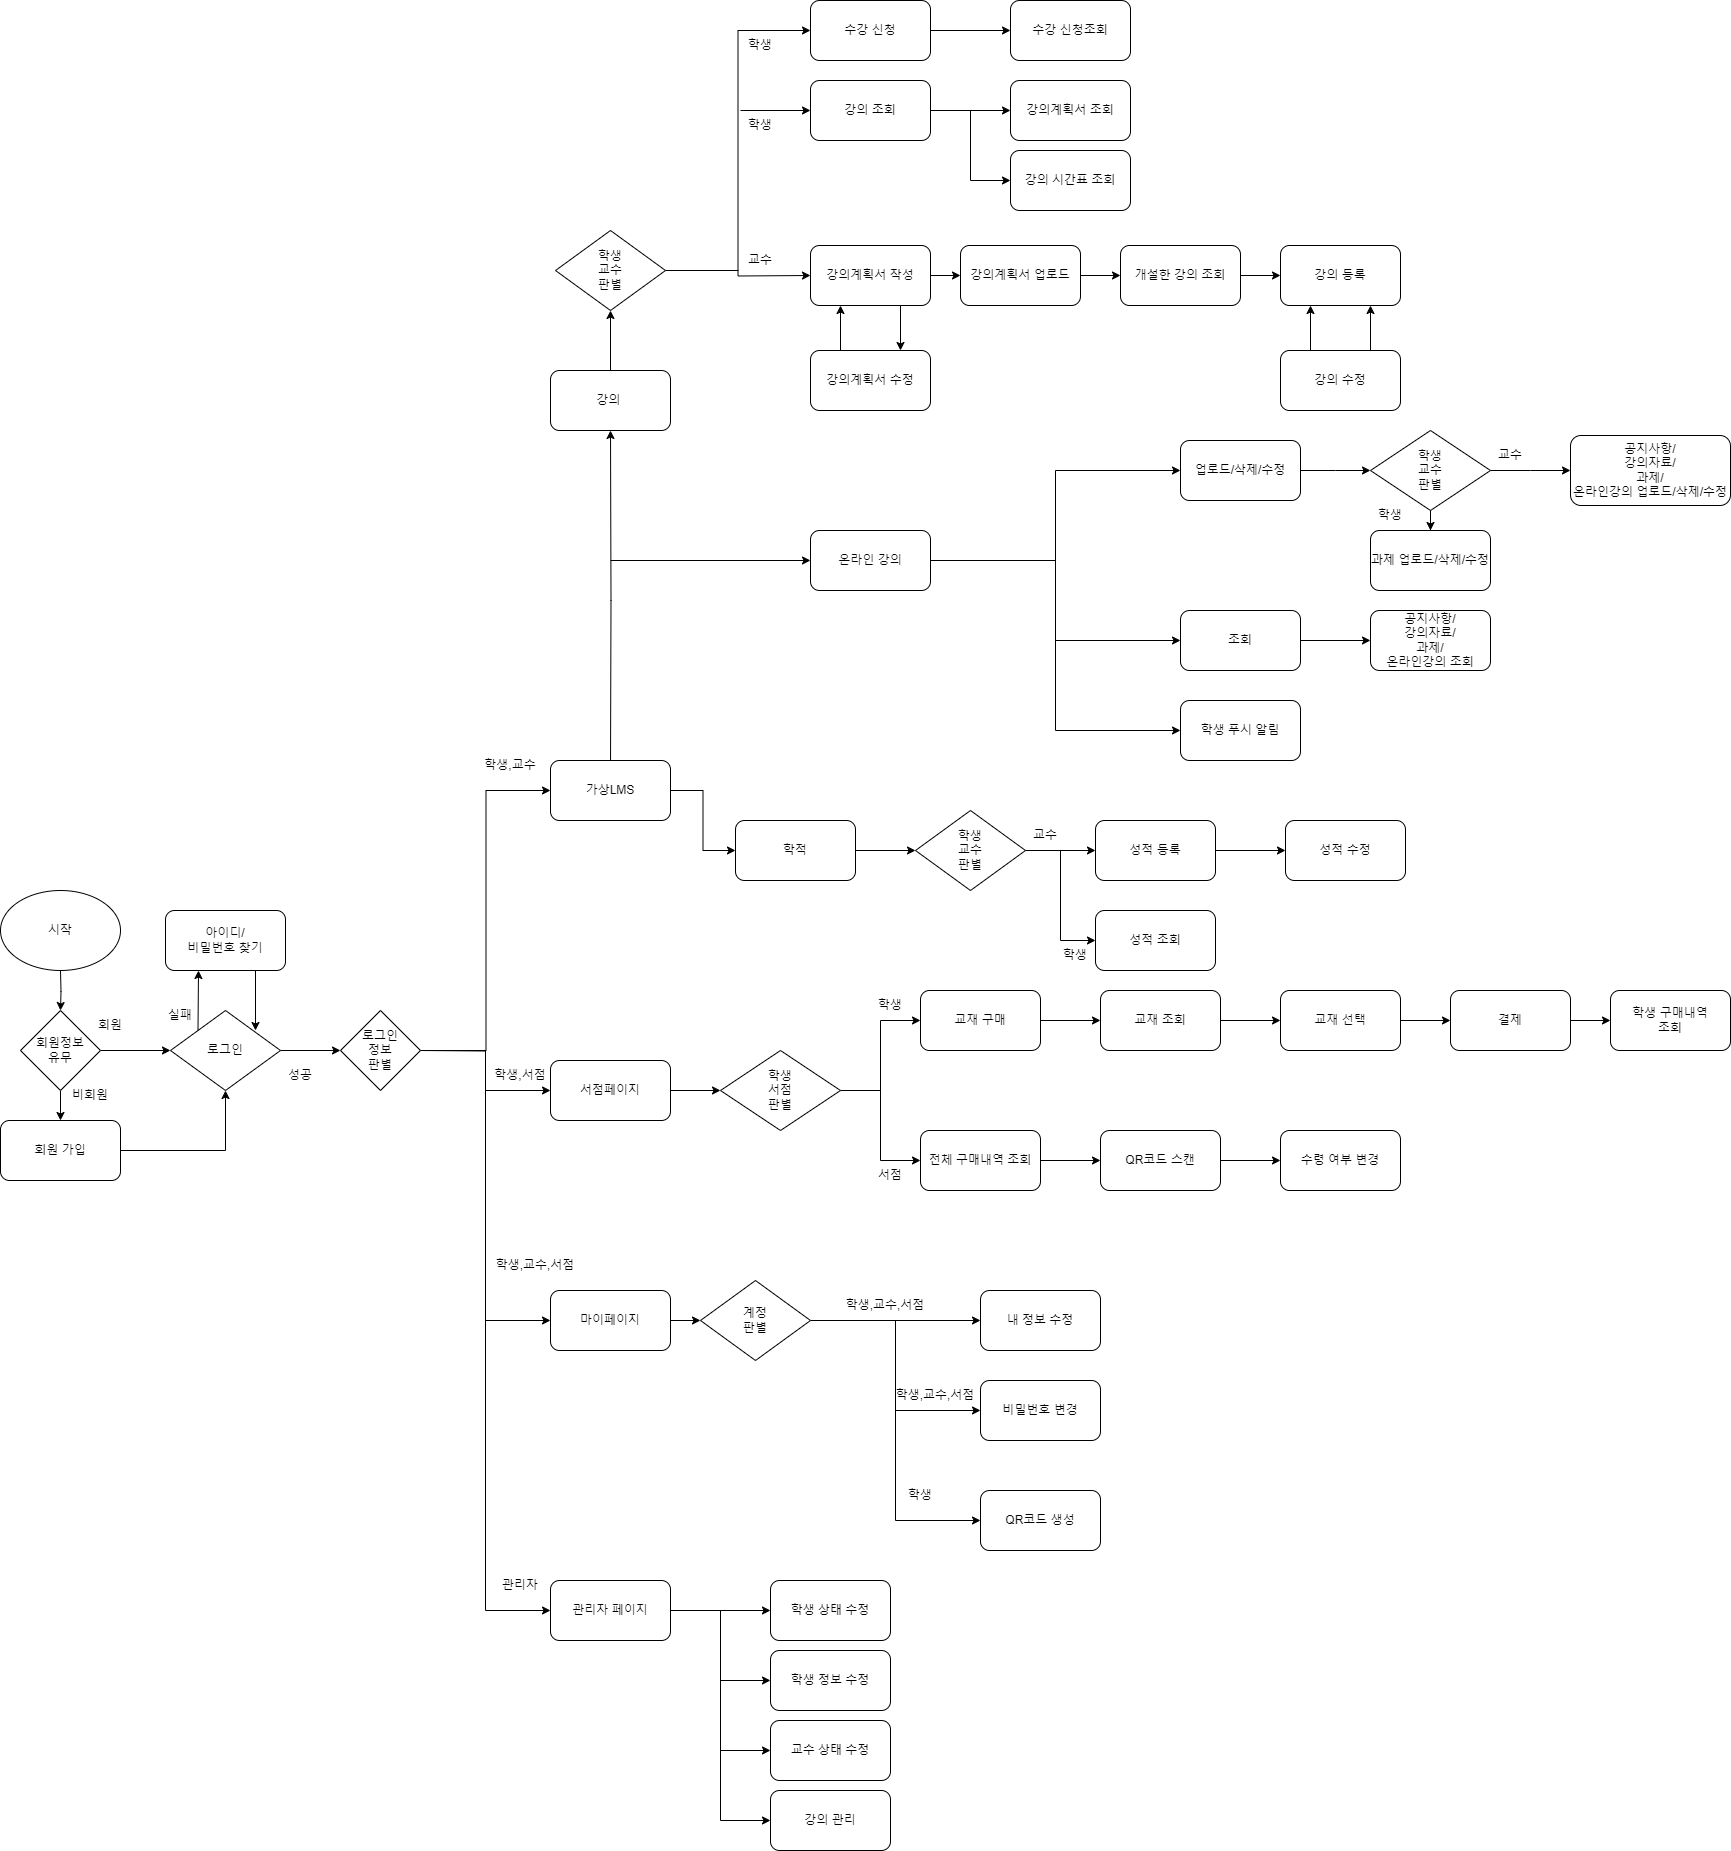 수강 신청
수강 신청조회
학생
강의 조회
강의계획서 조회
학생
강의 시간표 조회
학생
교수
판별
교수
강의계획서 작성
강의계획서 업로드
개설한 강의 조회
강의 등록
강의계획서 수정
강의 수정
강의
업로드/삭제/수정
학생
교수
판별
교수
공지사항/
강의자료/
과제/
온라인강의 업로드/삭제/수정
학생
과제 업로드/삭제/수정
온라인 강의
조회
공지사항/
강의자료/
과제/
온라인강의 조회
학생 푸시 알림
학생,교수
가상LMS
학적
학생
교수
판별
교수
성적 등록
성적 수정
학생
성적 조회
시작
아이디/
비밀번호 찾기
실패
회원정보
유무
회원
로그인
성공
로그인
정보
판별
비회원
회원 가입
학생,서점
서점페이지
학생
서점
판별
학생
교재 구매
교재 조회
교재 선택
결제
학생 구매내역
조회
서점
전체 구매내역 조회
QR코드 스캔
수령 여부 변경
학생,교수,서점
마이페이지
계정
판별
학생,교수,서점
내 정보 수정
학생,교수,서점
비밀번호 변경
학생
QR코드 생성
관리자
관리자 페이지
학생 상태 수정
학생 정보 수정
교수 상태 수정
강의 관리